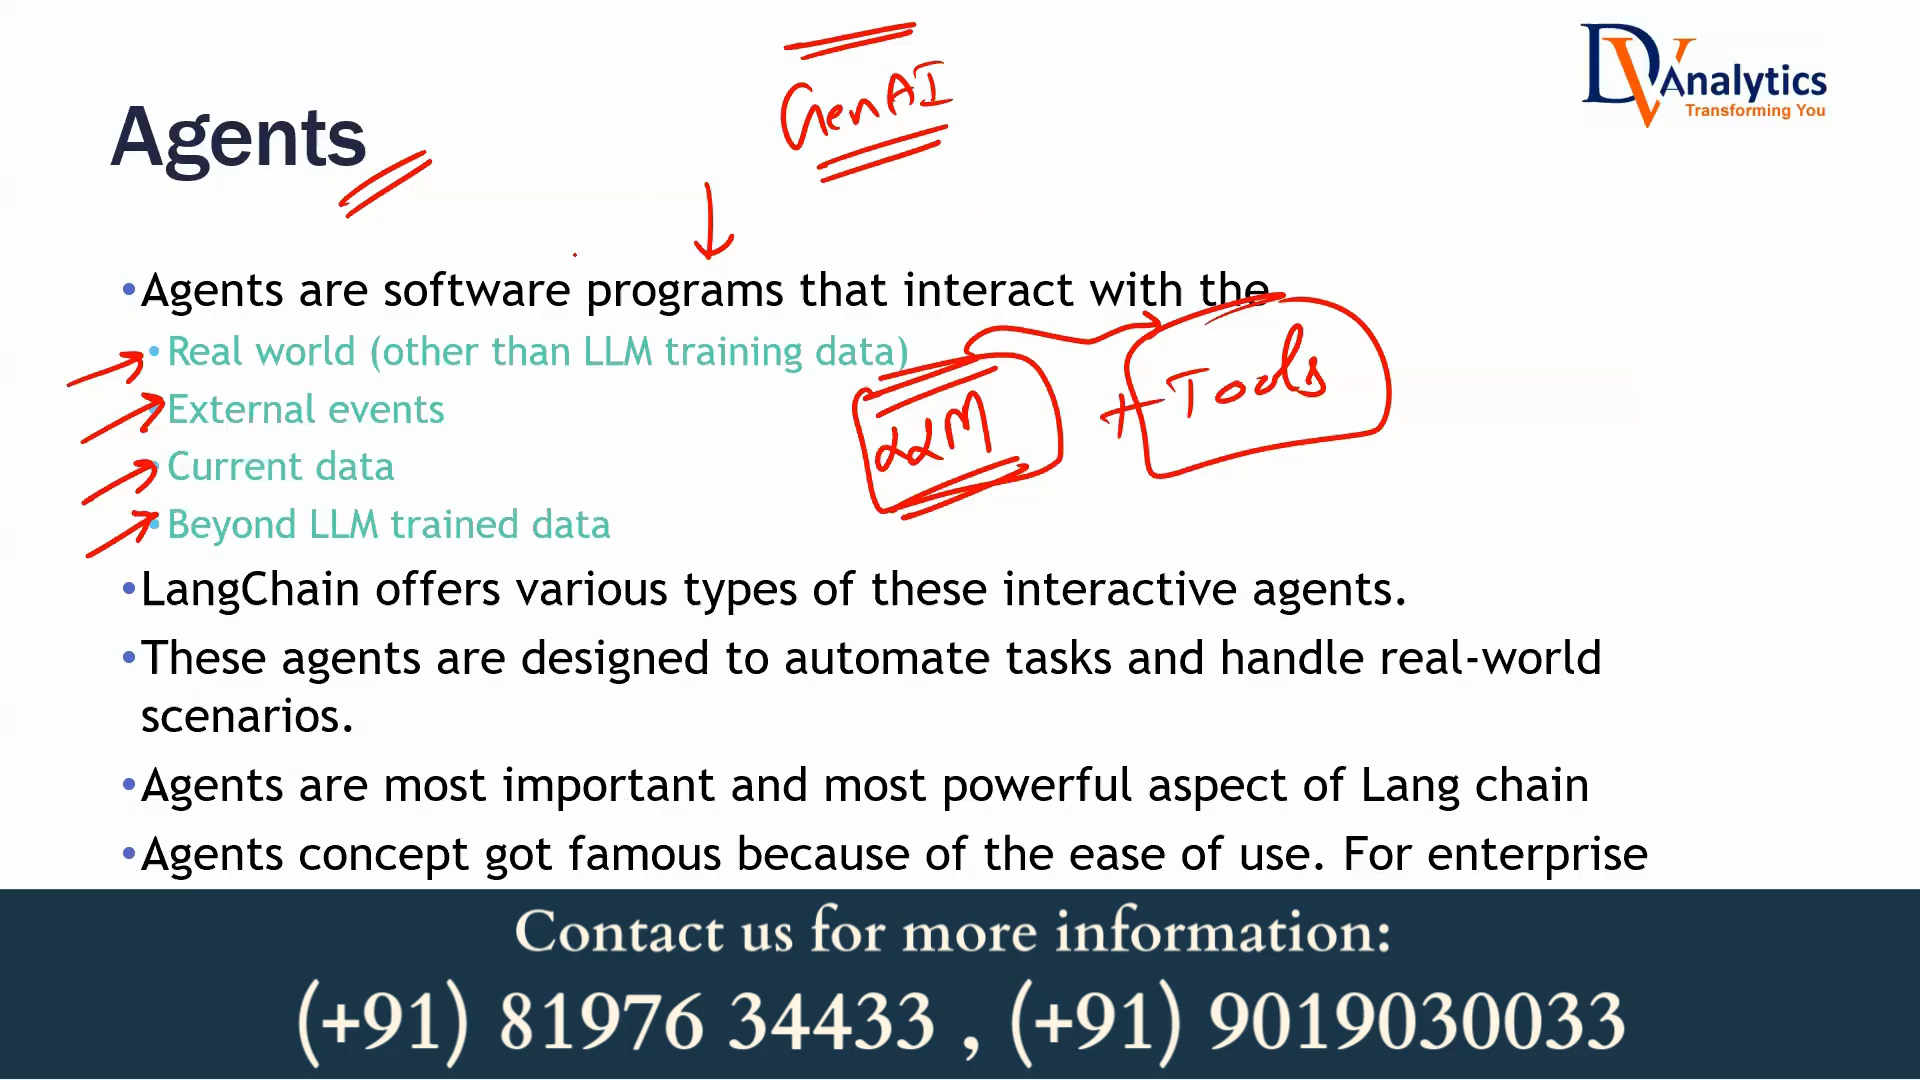 GenAI
DV Analytics
Transforming You
Agents
•Agents are software programs that interact with the
•Real world (other than LLM training data)
•External events
•Current data
•Beyond LLM trained data
LLM + Tools
•LangChain offers various types of these interactive agents.
•These agents are designed to automate tasks and handle real-world
scenarios.
•Agents are most important and most powerful aspect of Lang chain
•Agents concept got famous because of the ease of use. For enterprise
Contact us for more information:
(+91) 81976 34433 , (+91) 9019030033